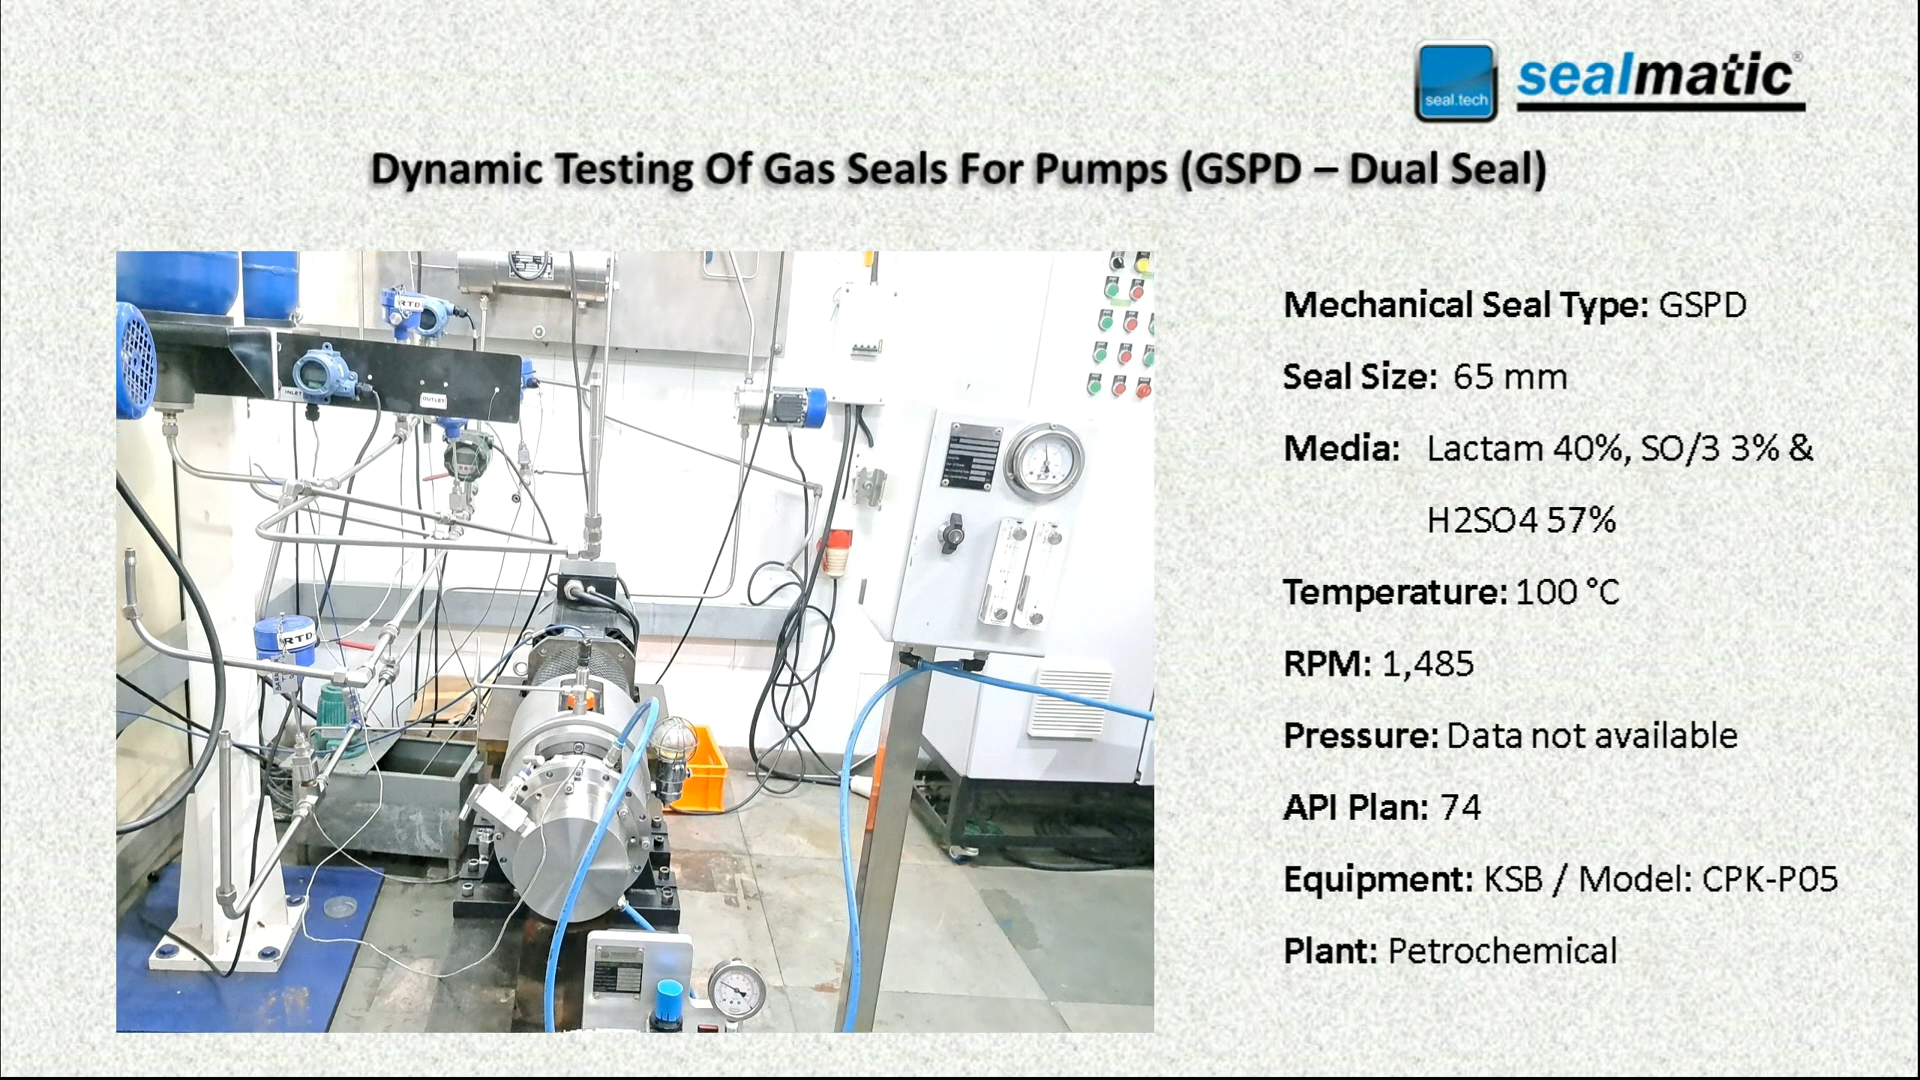 seal.tech sealmatic®
Dynamic Testing Of Gas Seals For Pumps (GSPD – Dual Seal)
Mechanical Seal Type: GSPD
Seal Size: 65 mm
Media: Lactam 40%, SO/3 3% &
H2SO4 57%
Temperature: 100 °C
RPM: 1,485
Pressure: Data not available
API Plan: 74
Equipment: KSB / Model: CPK-P05
Plant: Petrochemical
RTD
INLET
OUTLET
RTD